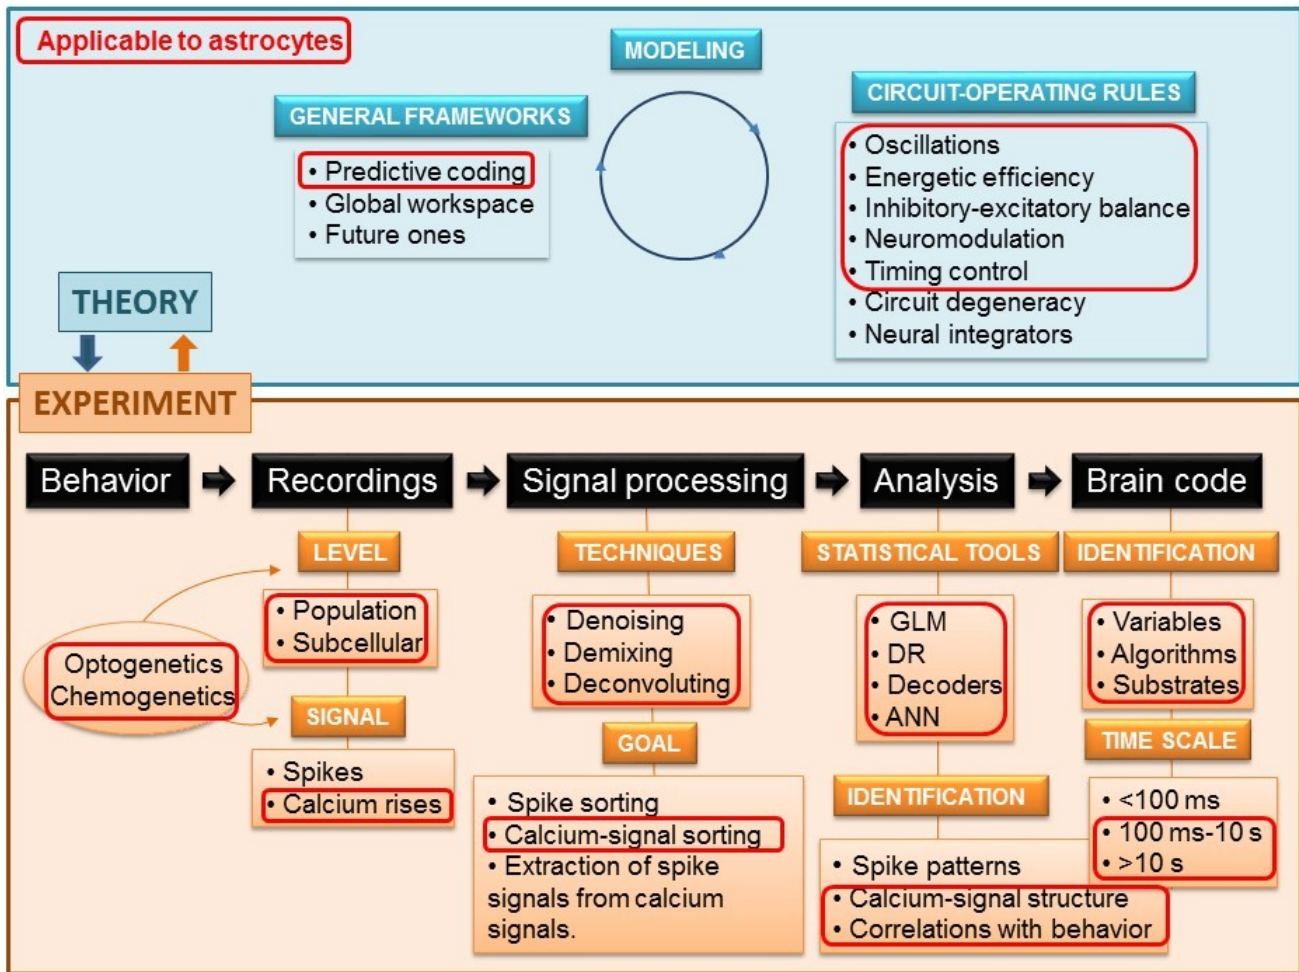 Applicable to astrocytes
MODELING
GENERAL FRAMEWORKS
• Predictive coding
• Global workspace
• Future ones
CIRCUIT-OPERATING RULES
• Oscillations
• Energetic efficiency
• Inhibitory-excitatory balance
• Neuromodulation
• Timing control
• Circuit degeneracy
• Neural integrators
THEORY
EXPERIMENT
Behavior
Recordings
Signal processing
Analysis
Brain code
Optogenetics
Chemogenetics
LEVEL
• Population
• Subcellular
SIGNAL
• Spikes
• Calcium rises
TECHNIQUES
• Denoising
• Demixing
• Deconvoluting
GOAL
• Spike sorting
• Calcium-signal sorting
• Extraction of spike
signals from calcium
signals.
STATISTICAL TOOLS
• GLM
• DR
• Decoders
• ANN
IDENTIFICATION
• Spike patterns
• Calcium-signal structure
• Correlations with behavior
IDENTIFICATION
• Variables
• Algorithms
• Substrates
TIME SCALE
• <100 ms
• 100 ms-10 s
• >10 s